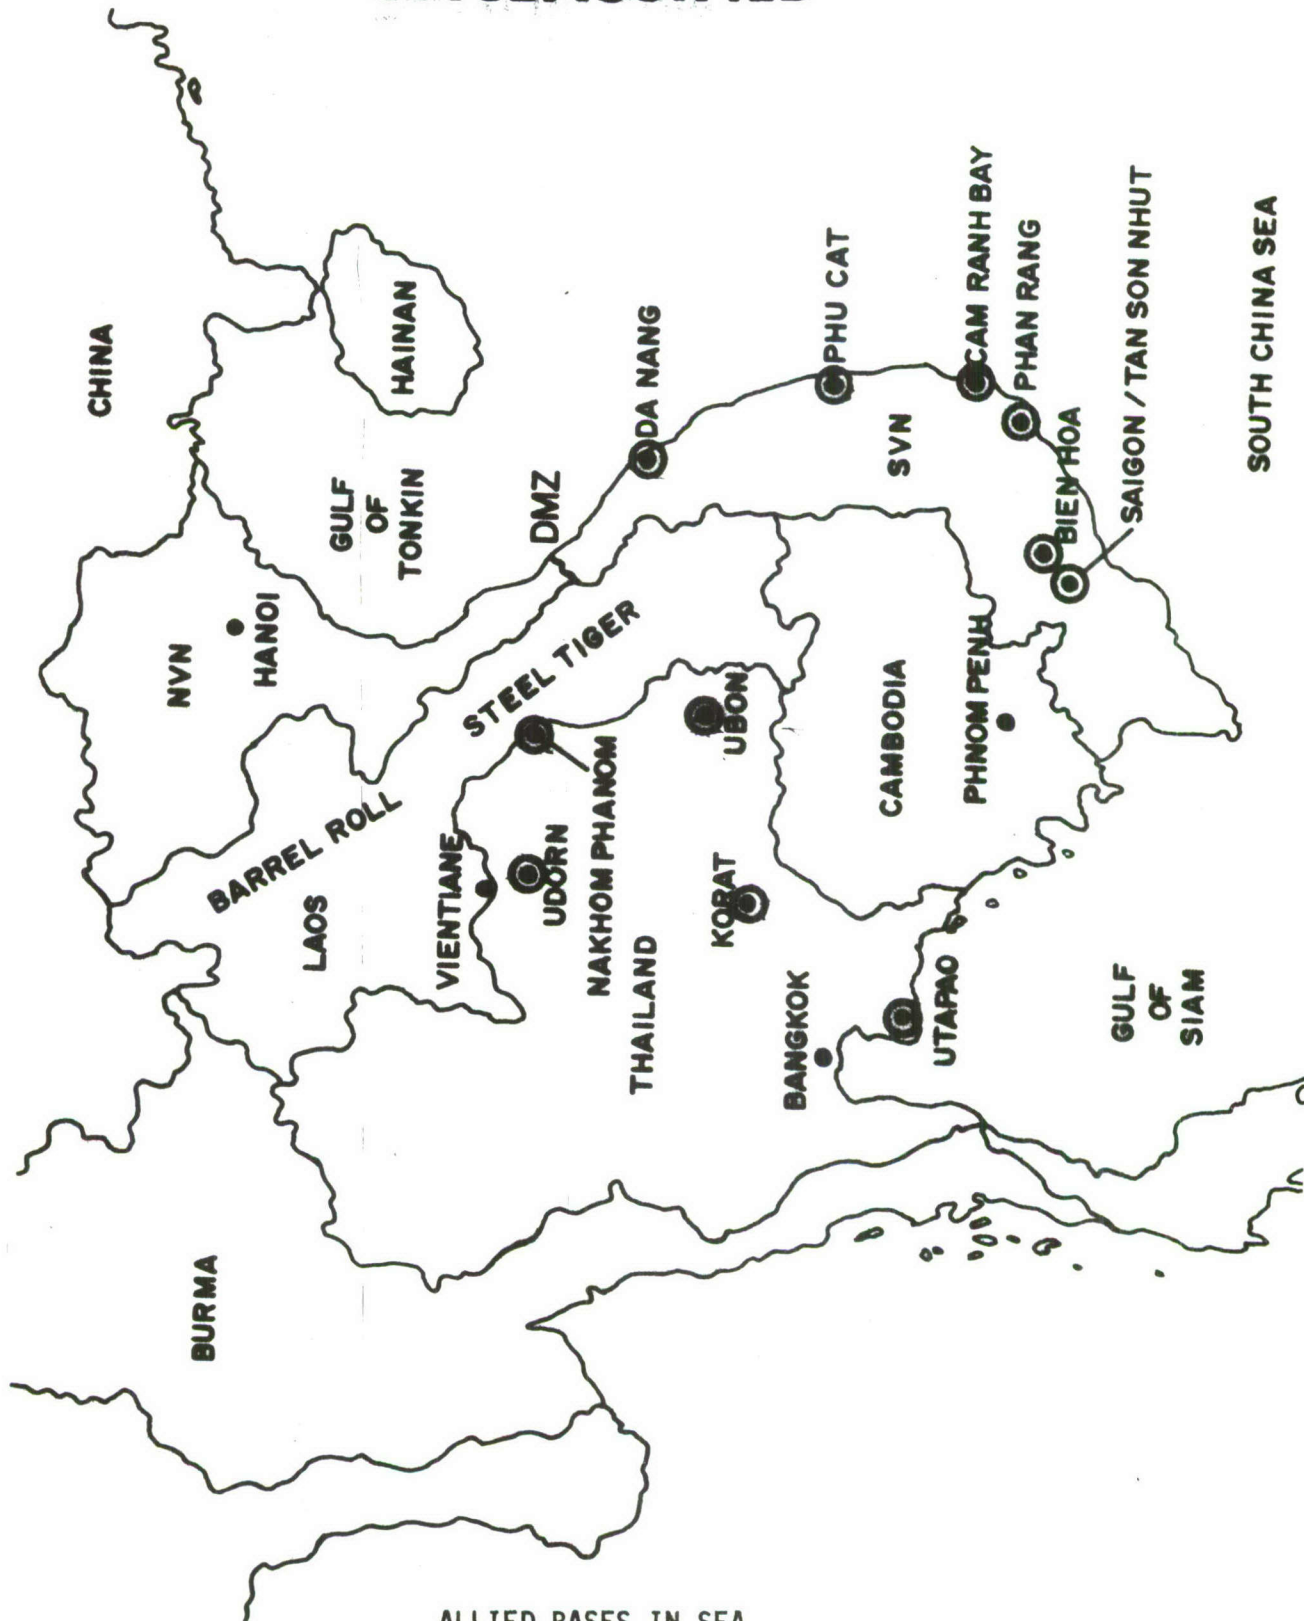 CHINA
HAINAN
GULF
OF
TONKIN
NVN
HANOI
DMZ
DA NANG
PHU CAT
CAM RANH BAY
PHAN RANG
SVN
BIEN HOA
SAIGON / TAN SON NHUT
SOUTH CHINA SEA
STEEL TIGER
BARREL ROLL
LAOS
VIENTIANE
UDORN
NAKHOM PHANOM
UBON
THAILAND
KORAT
CAMBODIA
PHNOM PENH
BANGKOK
UTAPAO
GULF
OF
SIAM
BURMA
ALLIED BASES IN SEA